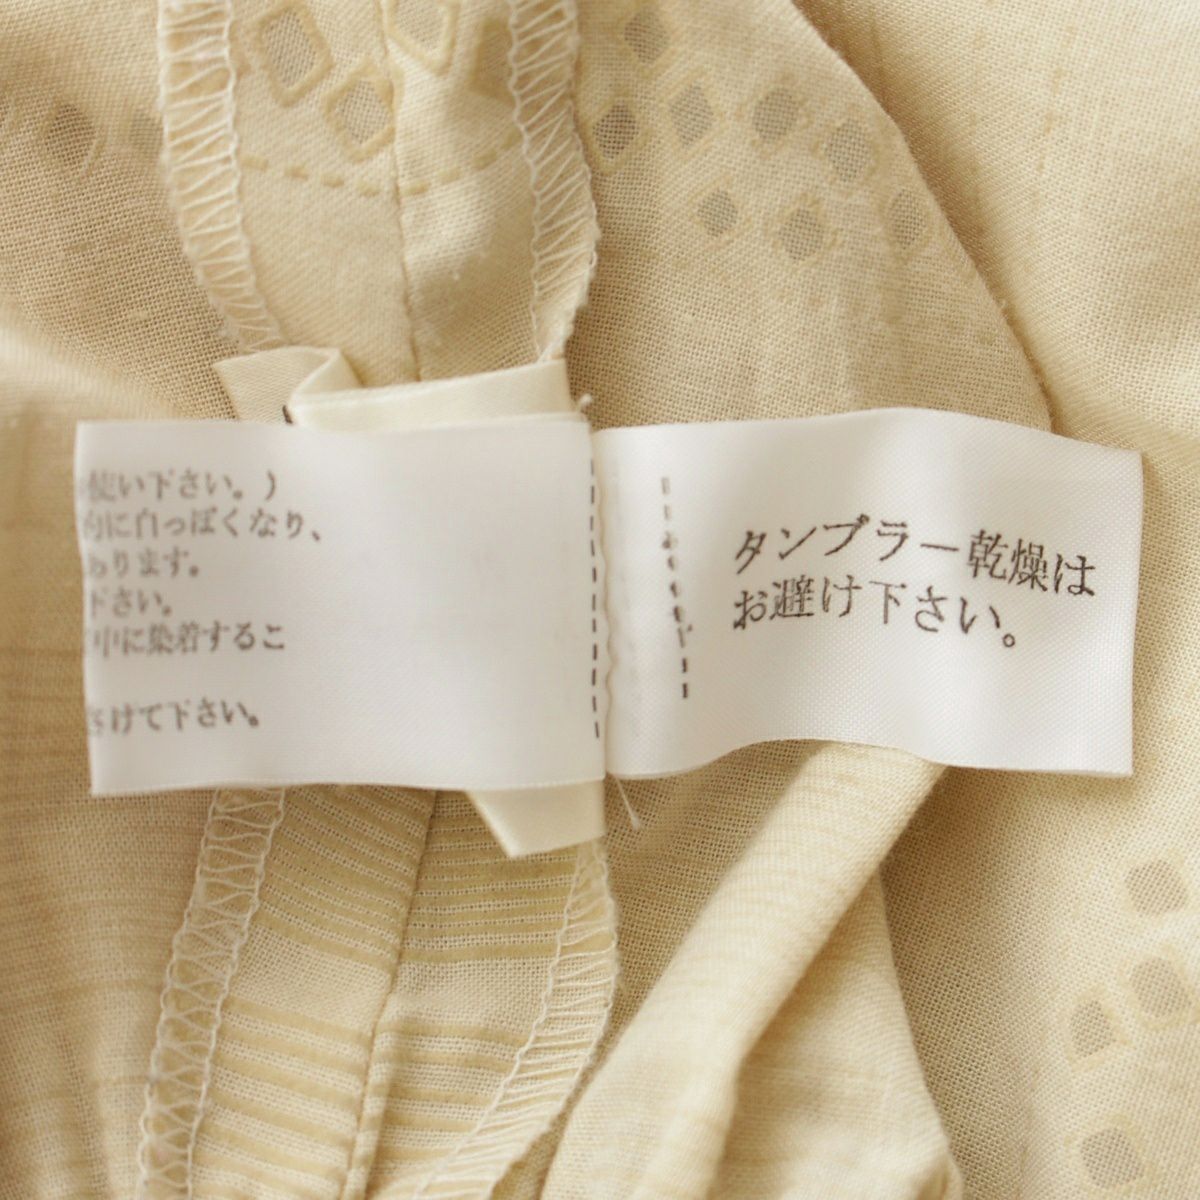 使い下さい。)
に白っぽくなり、
あります。
下さい。
中に染着するこ
さけて下さい。
タンブラー乾燥は
お避け下さい。